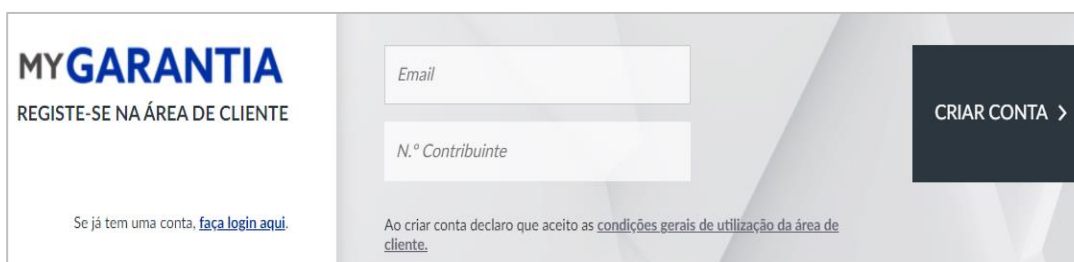 MYGARANTIA
REGISTE-SE NA ÁREA DE CLIENTE
Se já tem uma conta, faça login aqui.
Email
N.º Contribuinte
Ao criar conta declaro que aceito as condições gerais de utilização da área de
cliente.
CRIAR CONTA >